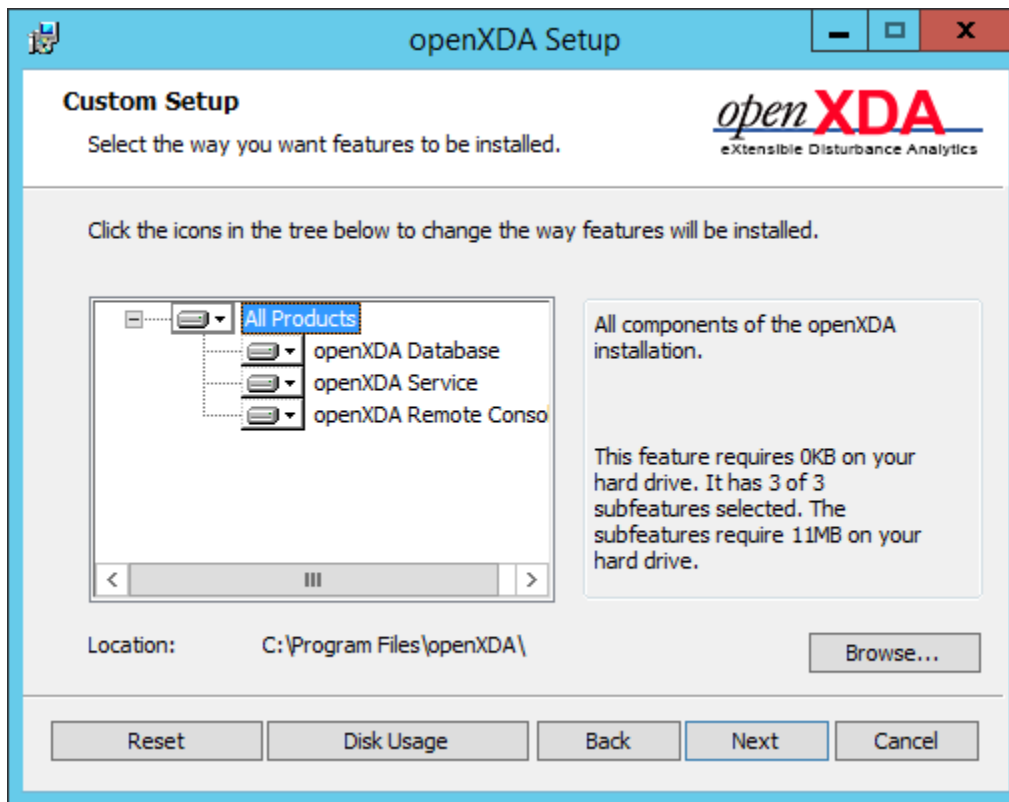 openXDA Setup
Custom Setup
Select the way you want features to be installed.
open XDA
eXtensible Disturbance Analytics
Click the icons in the tree below to change the way features will be installed.
All Products
openXDA Database
openXDA Service
openXDA Remote Consol
All components of the openXDA
installation.
This feature requires 0KB on your
hard drive. It has 3 of 3
subfeatures selected. The
subfeatures require 11MB on your
hard drive.
Location: C:\Program Files\openXDA\
Browse...
Reset Disk Usage Back Next Cancel